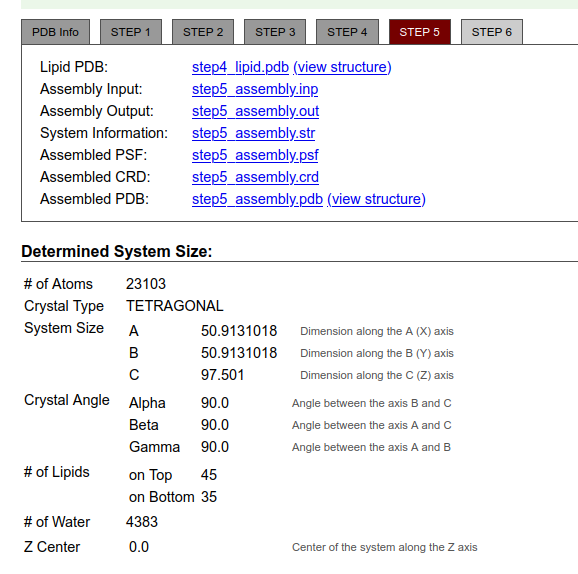 PDB Info STEP 1 STEP 2 STEP 3 STEP 4 STEP 5 STEP 6
Lipid PDB: step4_lipid.pdb (view structure)
Assembly Input: step5_assembly.inp
Assembly Output: step5_assembly.out
System Information: step5_assembly.str
Assembled PSF: step5_assembly.psf
Assembled CRD: step5_assembly.crd
Assembled PDB: step5_assembly.pdb (view structure)
Determined System Size:
# of Atoms 23103
Crystal Type TETRAGONAL
System Size A 50.9131018 Dimension along the A (X) axis
B 50.9131018 Dimension along the B (Y) axis
C 97.501 Dimension along the C (Z) axis
Crystal Angle Alpha 90.0 Angle between the axis B and C
Beta 90.0 Angle between the axis A and C
Gamma 90.0 Angle between the axis A and B
# of Lipids on Top 45
on Bottom 35
# of Water 4383
Z Center 0.0 Center of the system along the Z axis